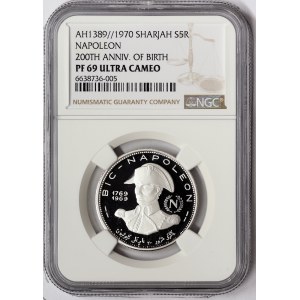 AH1389//1970 SHARJAH S5R
NAPOLEON
200TH ANNIV. OF BIRTH
PF 69 ULTRA CAMEO
6638736-005
NUMISMATIC GUARANTY COMPANY
NGC
BIC-NAPOLEON
1769
1969
N